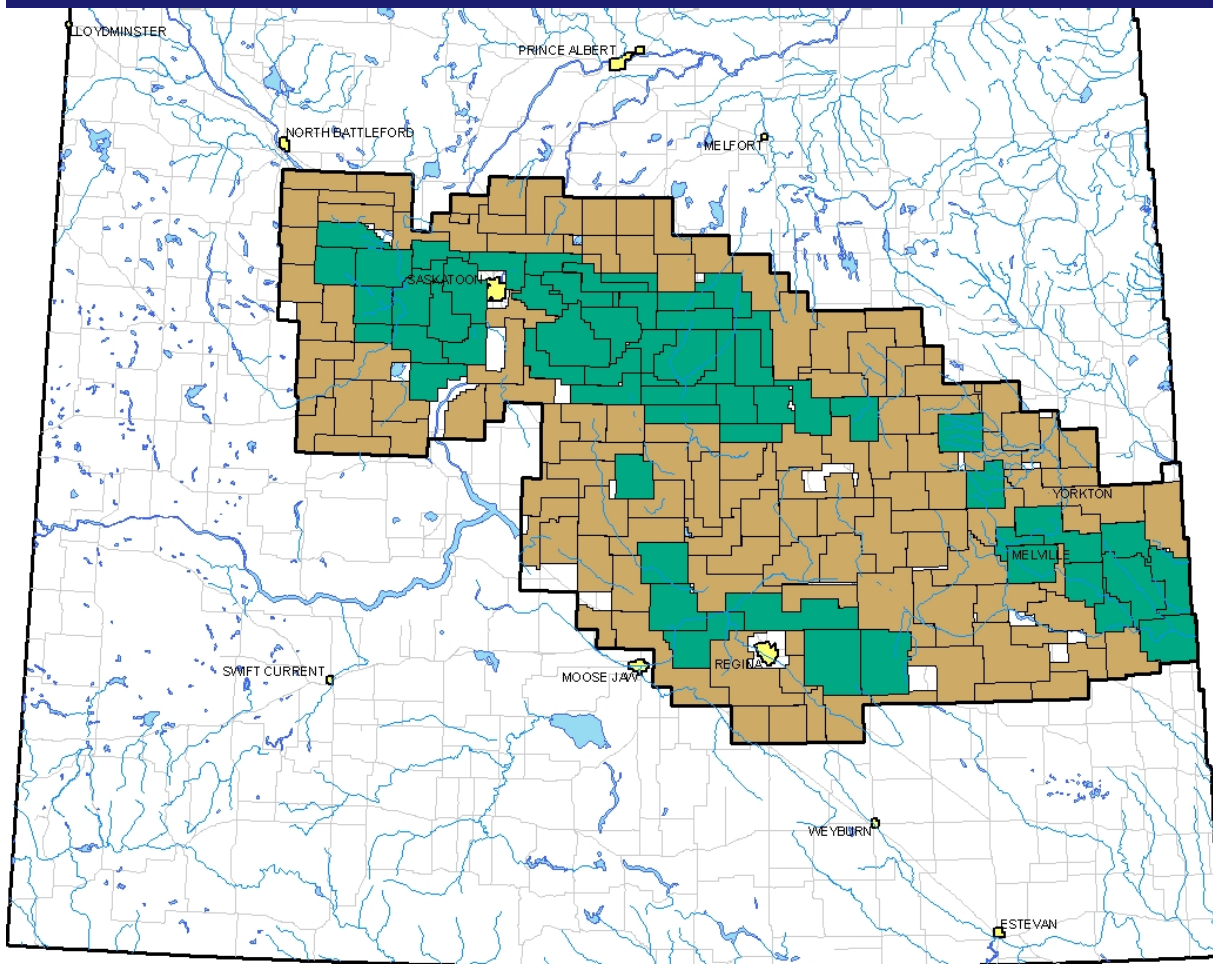 LLOYDMINSTER
PRINCE ALBERT
NORTH BATTLEFORD
MELFORT
SASKATOON
YORKTON
MELVILLE
REGINA
SWIFT CURRENT
MOOSE JAW
WEYBURN
ESTEVAN